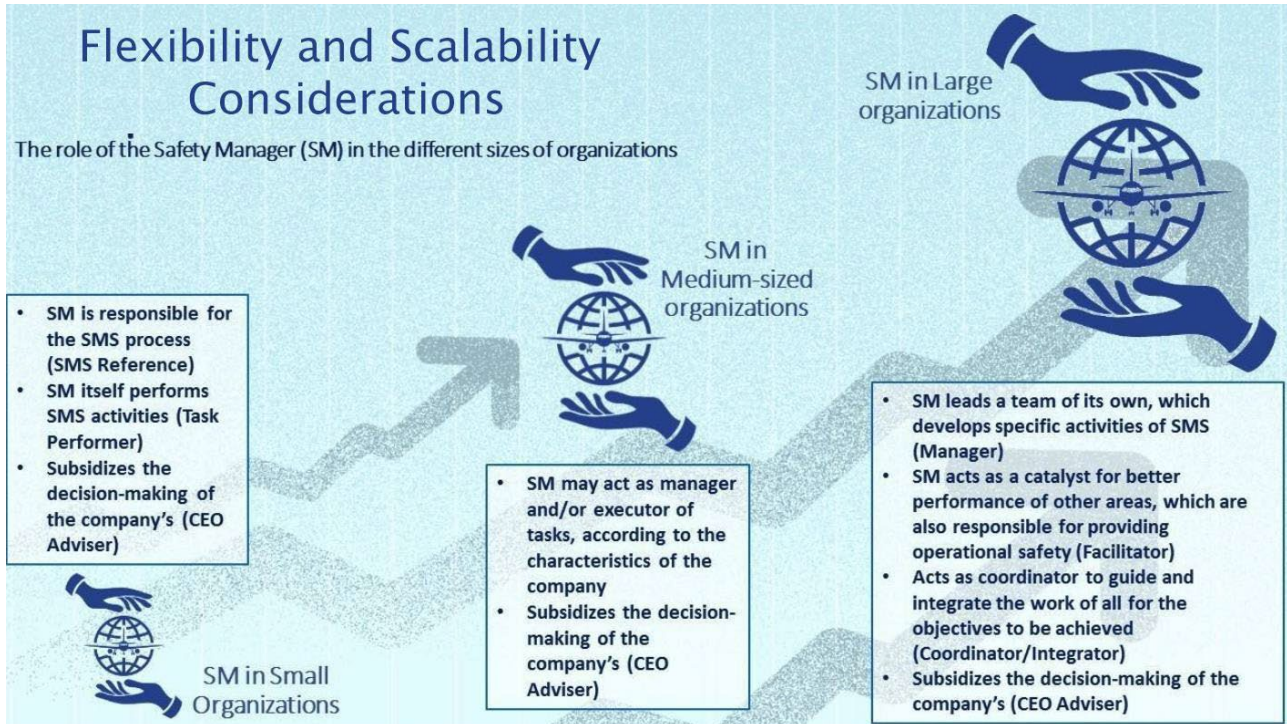 Flexibility and Scalability
Considerations
The role of the Safety Manager (SM) in the different sizes of organizations
• SM is responsible for
the SMS process
(SMS Reference)
• SM itself performs
SMS activities (Task
Performer)
• Subsidizes the
decision-making of
the company's (CEO
Adviser)
SM in Small
Organizations
SM in
Medium-sized
organizations
• SM may act as manager
and/or executor of
tasks, according to the
characteristics of the
company
• Subsidizes the decision-
making of the
company's (CEO
Adviser)
SM in Large
organizations
• SM leads a team of its own, which
develops specific activities of SMS
(Manager)
• SM acts as a catalyst for better
performance of other areas, which are
also responsible for providing
operational safety (Facilitator)
• Acts as coordinator to guide and
integrate the work of all for the
objectives to be achieved
(Coordinator/Integrator)
• Subsidizes the decision-making of the
company's (CEO Adviser)